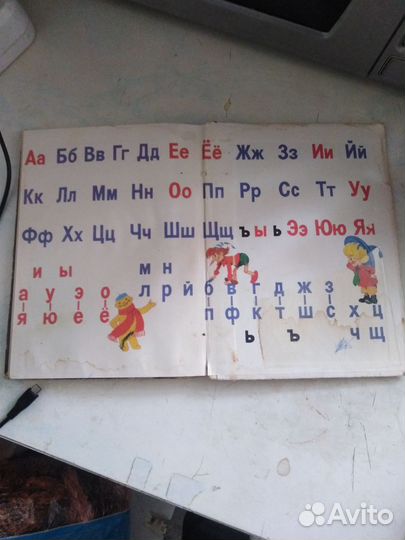 Аа Бб Вв Гг Дд Ее Ёё Жж Зз Ии Йй
Кк Лл Мм Нн Оо Пп Рр Сс Тт Уу
Фф Хх Цц Чч Шш Щщ ъ ы ь Ээ Юю Яя
и ы м н
а у э о л р й б в г д ж з
я ю е ё п ф к т ш с х ц
ь ъ ч щ
Avito